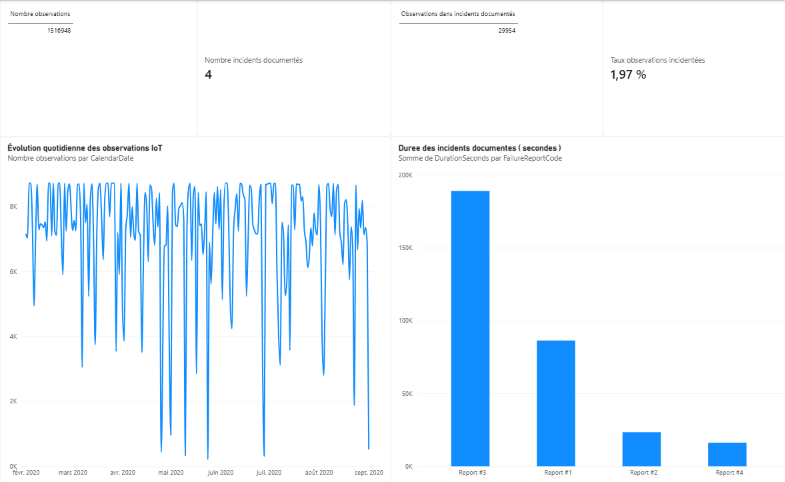 Nombre observations
1516948
Nombre incidents documentés
4
Observations dans incidents documentés
29954
Taux observations incidentées
1,97 %
Évolution quotidienne des observations IoT
Nombre observations par CalendarDate
8K
6K
4K
2K
0K
févr. 2020
mars 2020
avr. 2020
mai 2020
juin 2020
juil. 2020
août 2020
sept. 2020
Duree des incidents documentes ( secondes )
Somme de DurationSeconds par FailureReportCode
200K
150K
100K
50K
0K
Report #3
Report #1
Report #2
Report #4